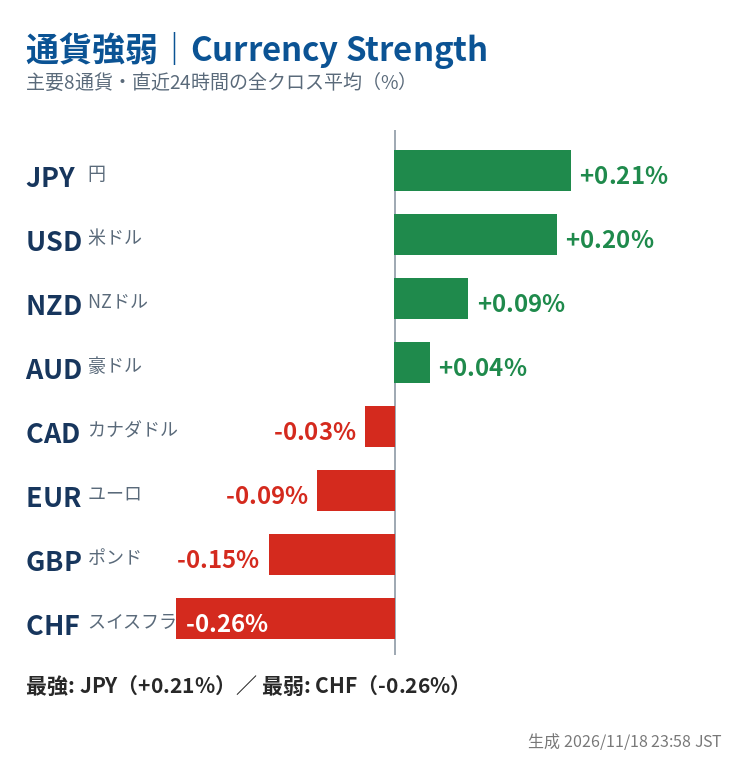 通貨強弱｜Currency Strength
主要8通貨・直近24時間の全クロス平均（%）
JPY 円 +0.21%
USD 米ドル +0.20%
NZD NZドル +0.09%
AUD 豪ドル +0.04%
CAD カナダドル -0.03%
EUR ユーロ -0.09%
GBP ポンド -0.15%
CHF スイスフラ -0.26%
最強: JPY（+0.21%）／ 最弱: CHF（-0.26%）
生成 2026/11/18 23:58 JST